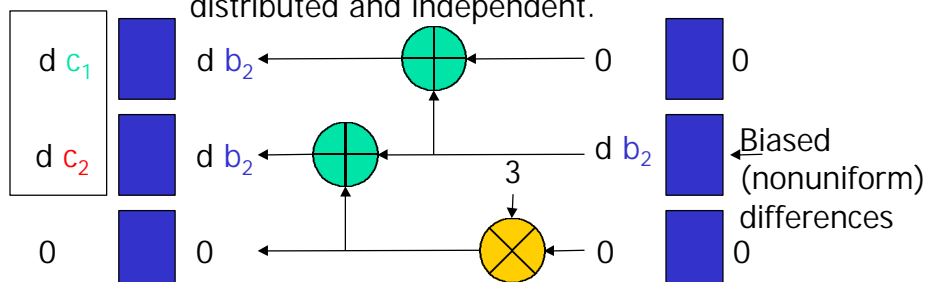 distributed and independent.
d c₁ d b₂ 0 0
d c₂ d b₂ d b₂ Biased
3 (nonuniform)
differences
0 0 0 0